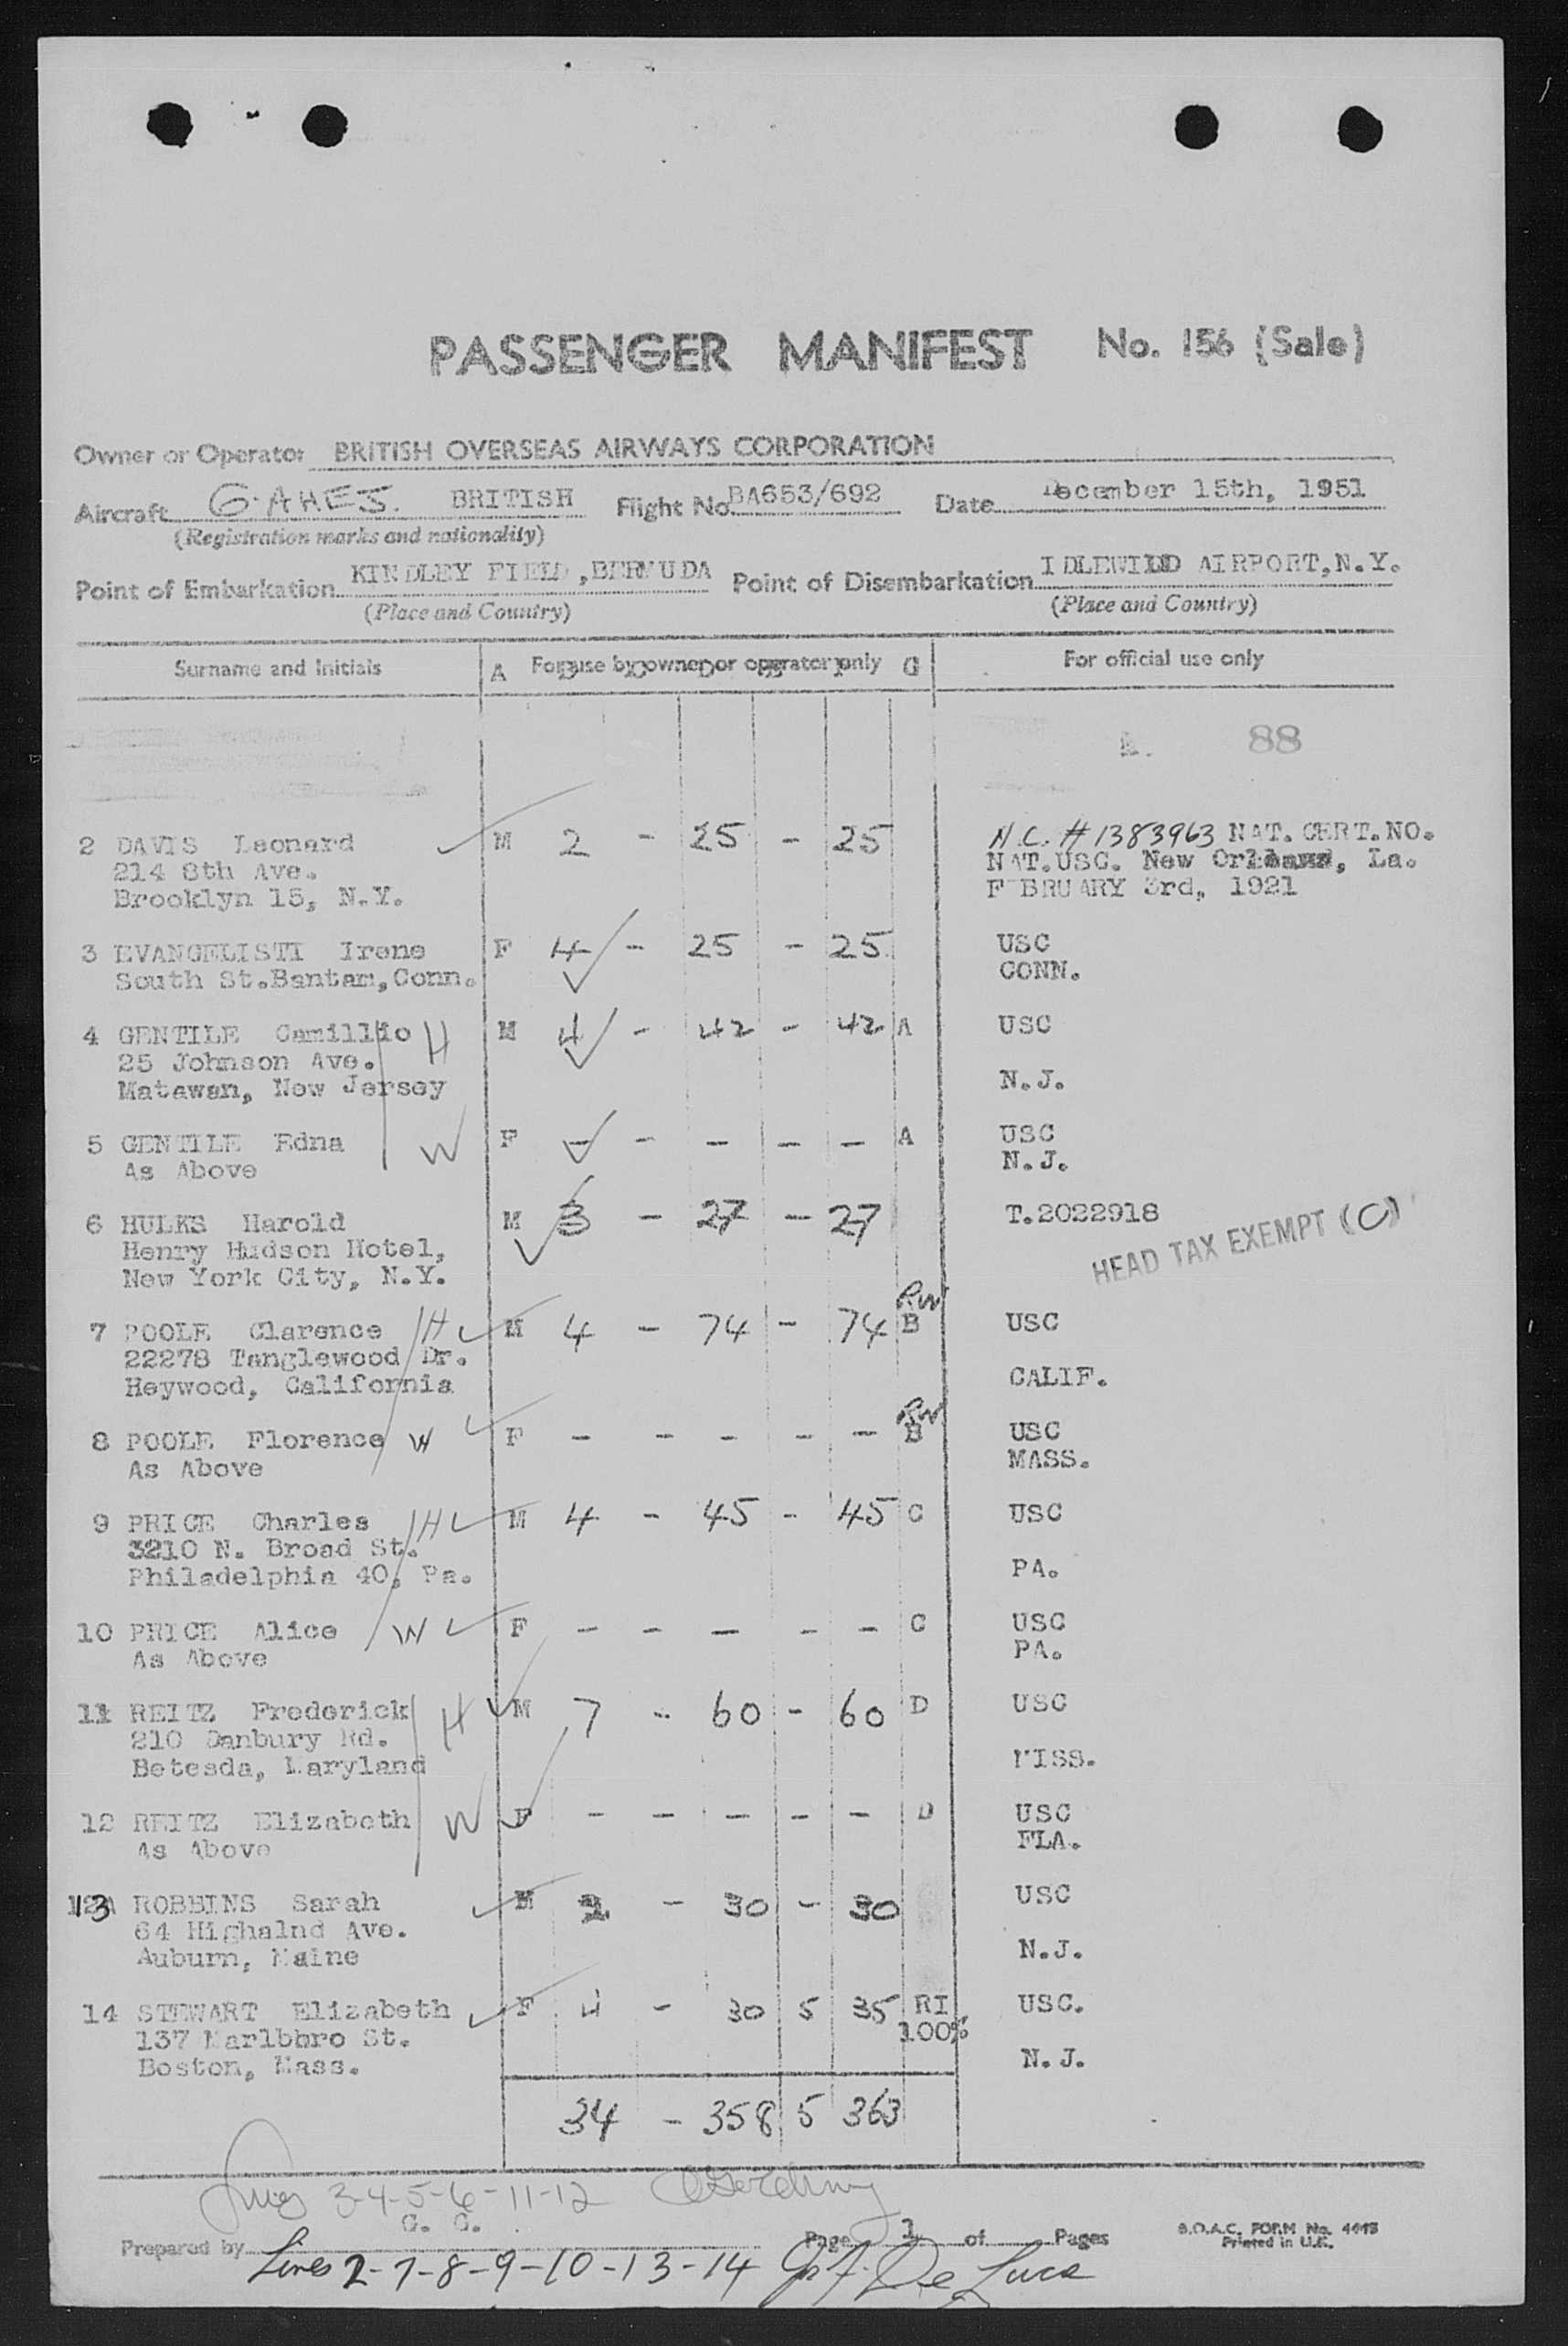 PASSENGER MANIFEST No. 156 (Sale)
Owner or Operator BRITISH OVERSEAS AIRWAYS CORPORATION
Aircraft G-AHEJ. BRITISH Flight No. BA653/692 Date December 15th, 1951
(Registration marks and nationality)
Point of Embarkation KINDLEY FIELD, BERMUDA Point of Disembarkation IDLEWILD AIRPORT, N.Y.
(Place and Country) (Place and Country)
Surname and Initials A For use by owner or operator only G For official use only
88
2 DAVIS Leonard M 2 - 25 - 25 N.C. # 1383963 NAT. CERT. NO.
214 8th Ave. NAT.USC. New Orleans, La.
Brooklyn 15, N.Y. FEBRUARY 3rd, 1921
3 EVANGELISTI Irene F 4 - 25 - 25 USC
South St.Bantam, Conn. CONN.
4 GENTILE Camillio H M 4 - 42 - 42 A USC
25 Johnson Ave.
Matawan, New Jersey N.J.
5 GENTILE Edna W F - - - - - A USC
As Above N.J.
6 HULKS Harold M 3 - 27 - 27 T.2022918
Henry Hudson Hotel, HEAD TAX EXEMPT (C)
New York City, N.Y.
7 POOLE Clarence H M 4 - 74 - 74 B USC
22278 Tanglewood Dr.
Heywood, California CALIF.
8 POOLE Florence W F - - - - - B USC
As Above MASS.
9 PRICE Charles H M 4 - 45 - 45 C USC
3210 N. Broad St.
Philadelphia 40, Pa. PA.
10 PRICE Alice W F - - - - - C USC
As Above PA.
11 REITZ Frederick H M 7 - 60 - 60 D USC
210 Danbury Rd.
Betesda, Maryland MISS.
12 REITZ Elizabeth W F - - - - - D USC
As Above FLA.
13 ROBBINS Sarah M 2 - 30 - 30 USC
64 Highalnd Ave.
Auburn, Maine N.J.
14 STEWART Elizabeth F 4 - 30 5 35 RI USC.
137 Marlboro St. 100%
Boston, Mass. N.J.
34 - 358 5 363
Lines 3-4-5-6-11-12
G. G.
Prepared by Page 1 of Pages B.O.A.C. FORM No. 4448
Printed in U.K.
Lines 2-7-8-9-10-13-14 De Luca